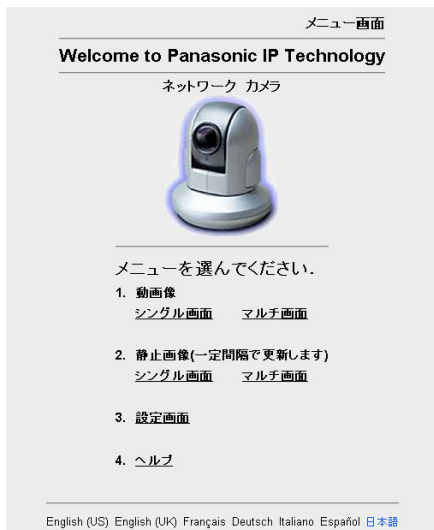 メニュー画面
Welcome to Panasonic IP Technology
ネットワーク カメラ
メニューを選んでください.
1. 動画像
シングル画面 マルチ画面
2. 静止画像(一定間隔で更新します)
シングル画面 マルチ画面
3. 設定画面
4. ヘルプ
English (US) English (UK) Français Deutsch Italiano Español 日本語